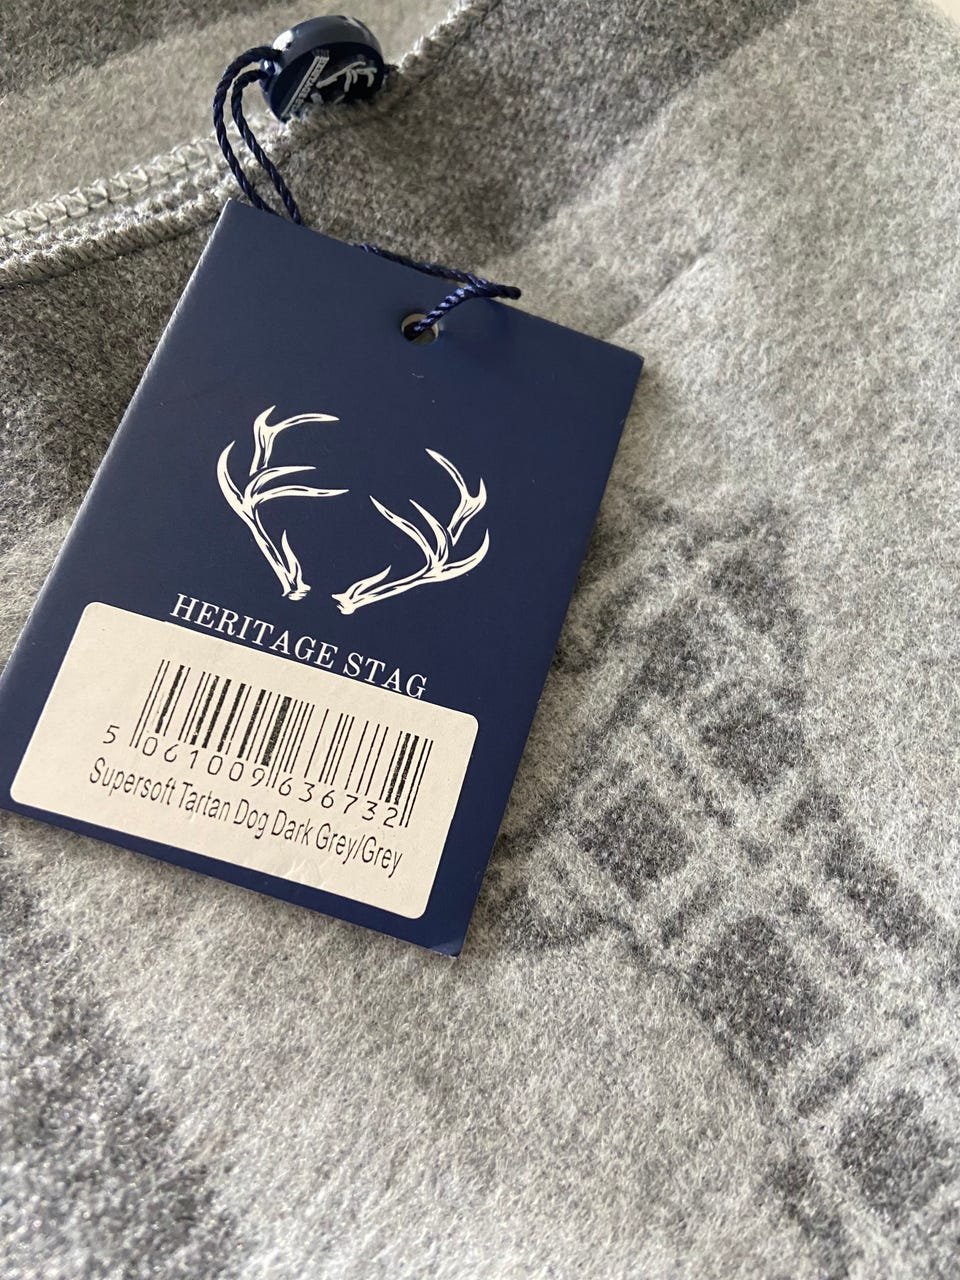 HERITAGE STAG
5 061009 636732
Supersoft Tartan Dog Dark Grey/Grey